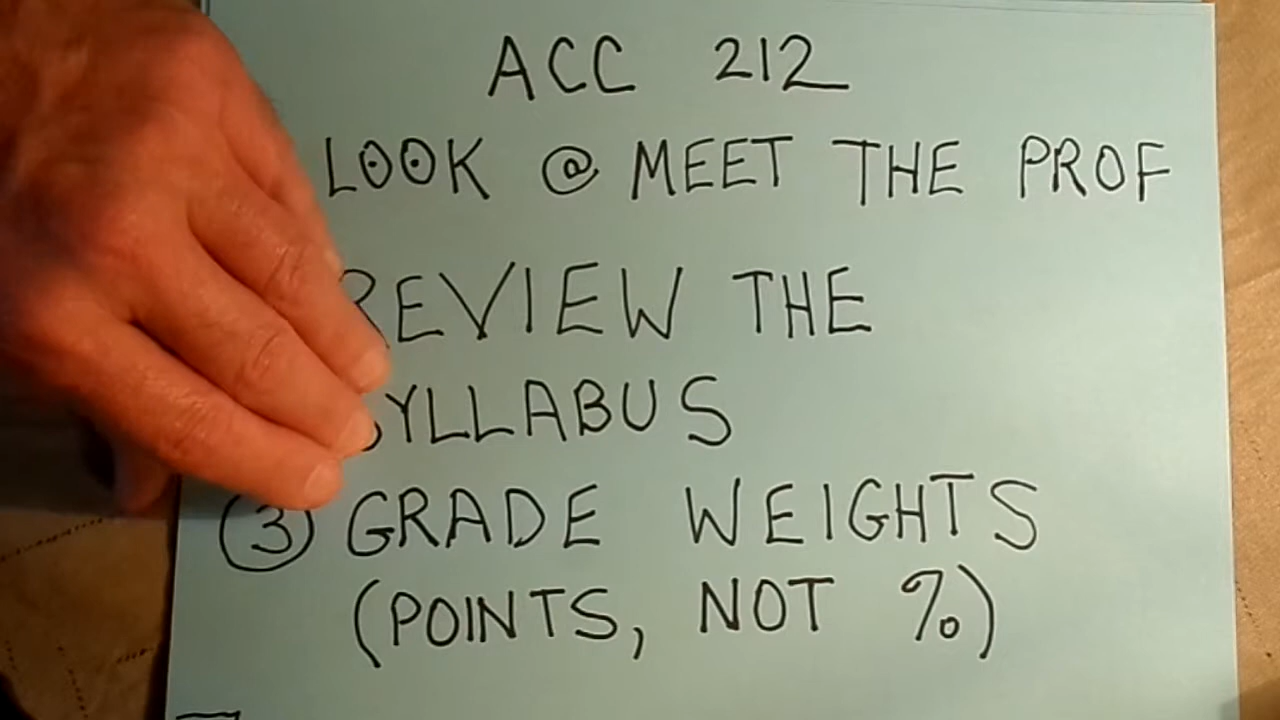 ACC 212
LOOK @ MEET THE PROF
REVIEW THE
SYLLABUS
③ GRADE WEIGHTS
(POINTS, NOT %)